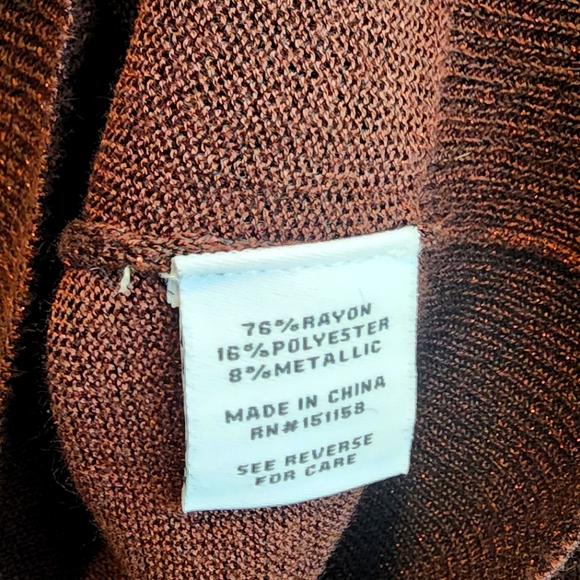 76%RAYON
16%POLYESTER
8%METALLIC
MADE IN CHINA
RN#151158
SEE REVERSE
FOR CARE